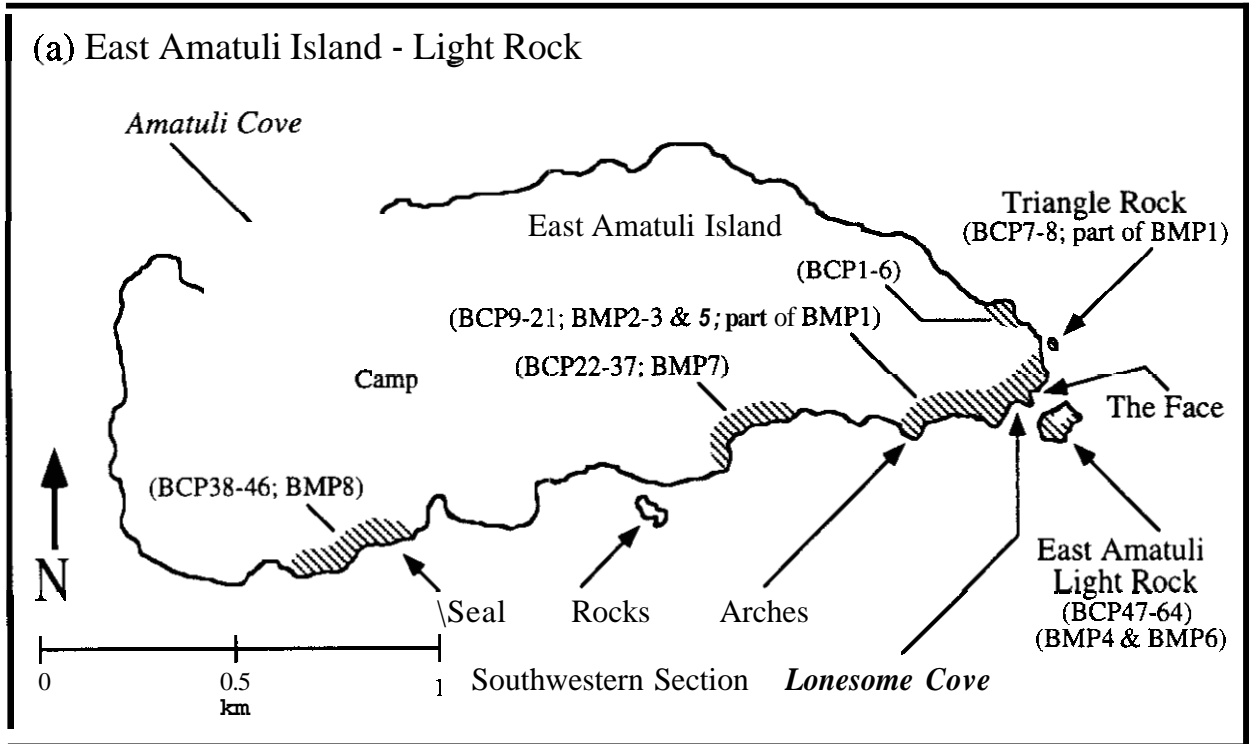 (a) East Amatuli Island - Light Rock
Amatuli Cove
East Amatuli Island
Triangle Rock
(BCP7-8; part of BMP1)
(BCP1-6)
(BCP9-21; BMP2-3 & 5; part of BMP1)
(BCP22-37; BMP7)
Camp
The Face
(BCP38-46; BMP8)
N
East Amatuli
Light Rock
(BCP47-64)
(BMP4 & BMP6)
\Seal Rocks Arches
Southwestern Section Lonesome Cove
0 0.5 1
km